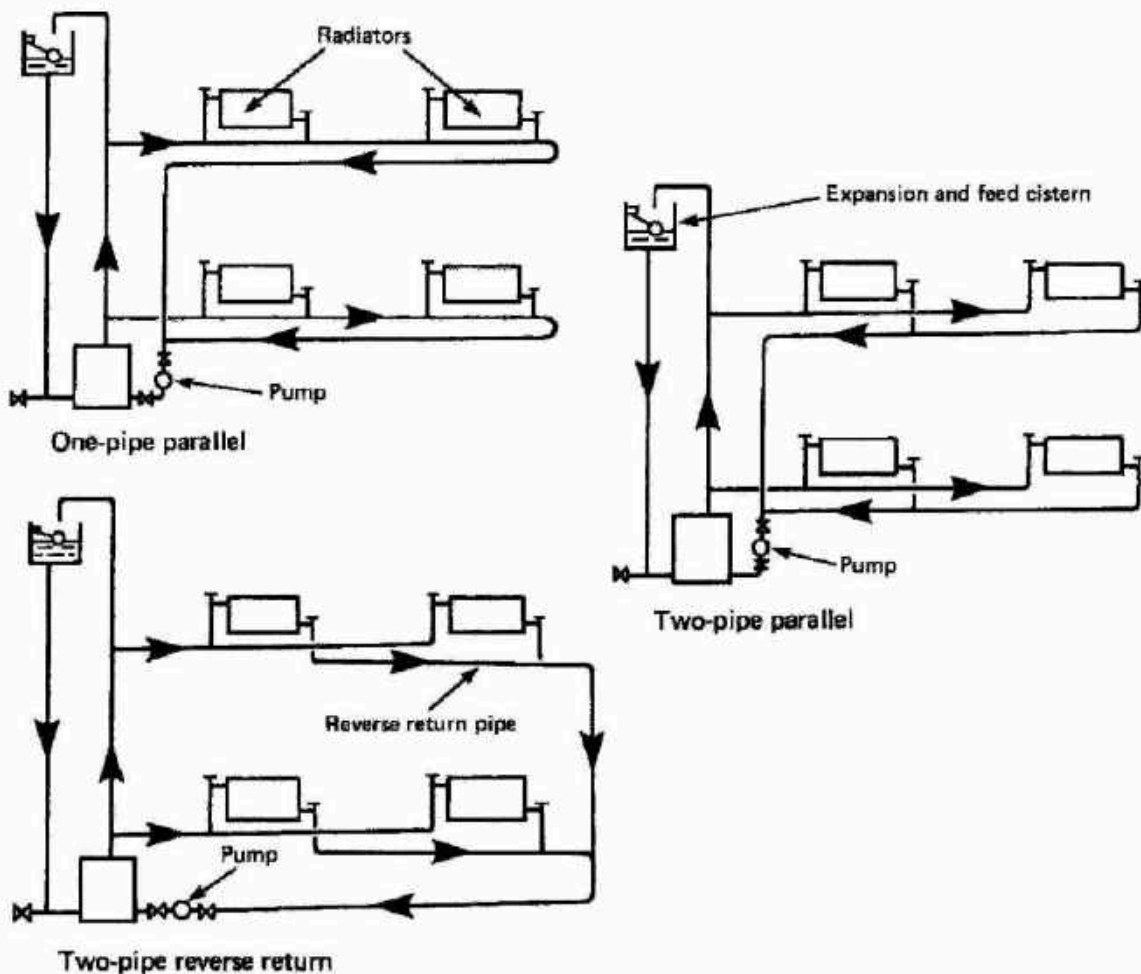 Radiators
Pump
One-pipe parallel
Expansion and feed cistern
Pump
Two-pipe parallel
Reverse return pipe
Pump
Two-pipe reverse return